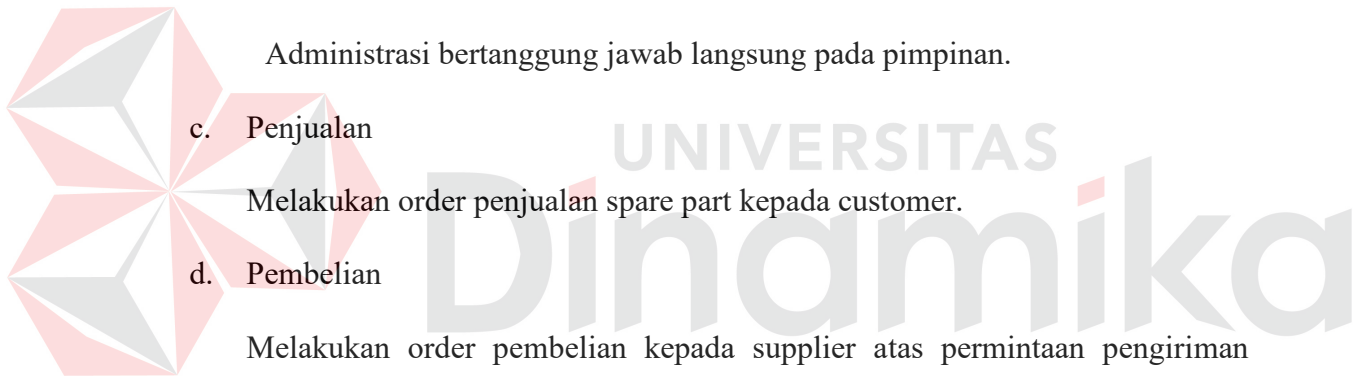 Administrasi bertanggung jawab langsung pada pimpinan.
c. Penjualan
UNIVERSITAS
Melakukan order penjualan spare part kepada customer.
Dinamika
d. Pembelian
Melakukan order pembelian kepada supplier atas permintaan pengiriman